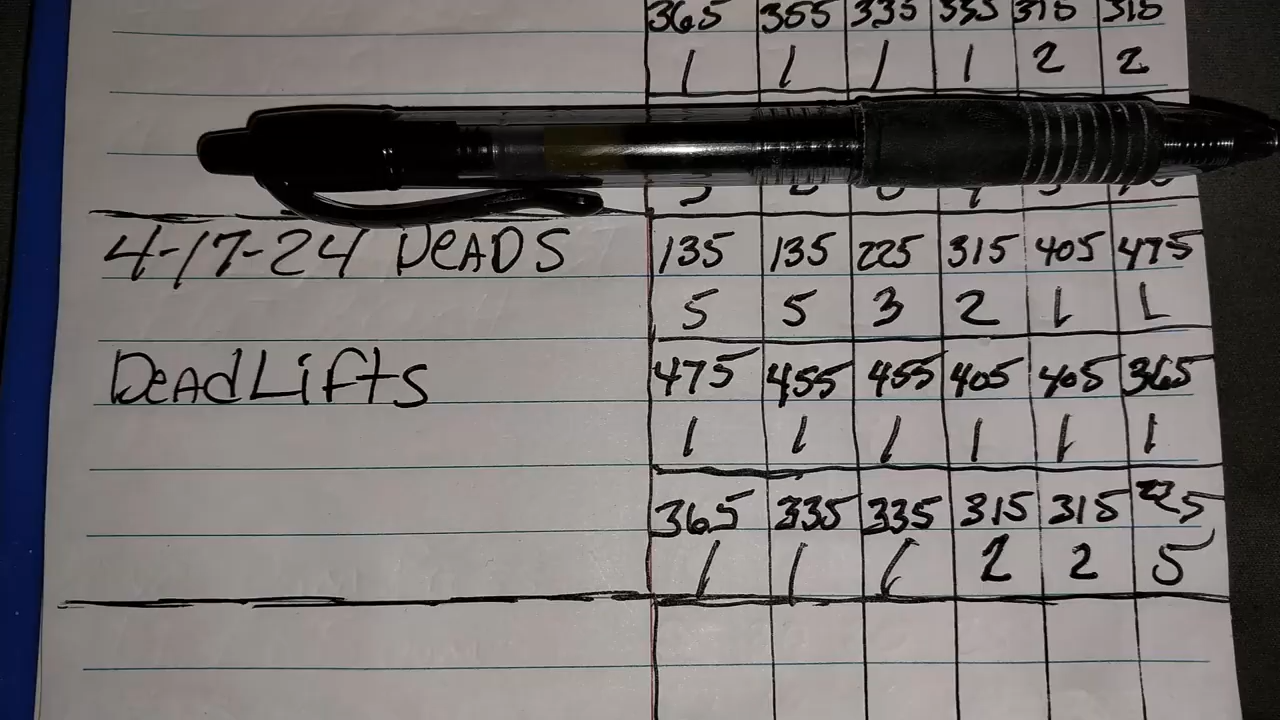 365 355 335 335 315 315
1 1 1 1 2 2
4-17-24 DeADS 135 135 225 315 405 475
5 5 3 2 1 1
DeadLifts 475 455 455 405 405 365
1 1 1 1 1 1
365 335 335 315 315 225
1 1 1 2 2 5